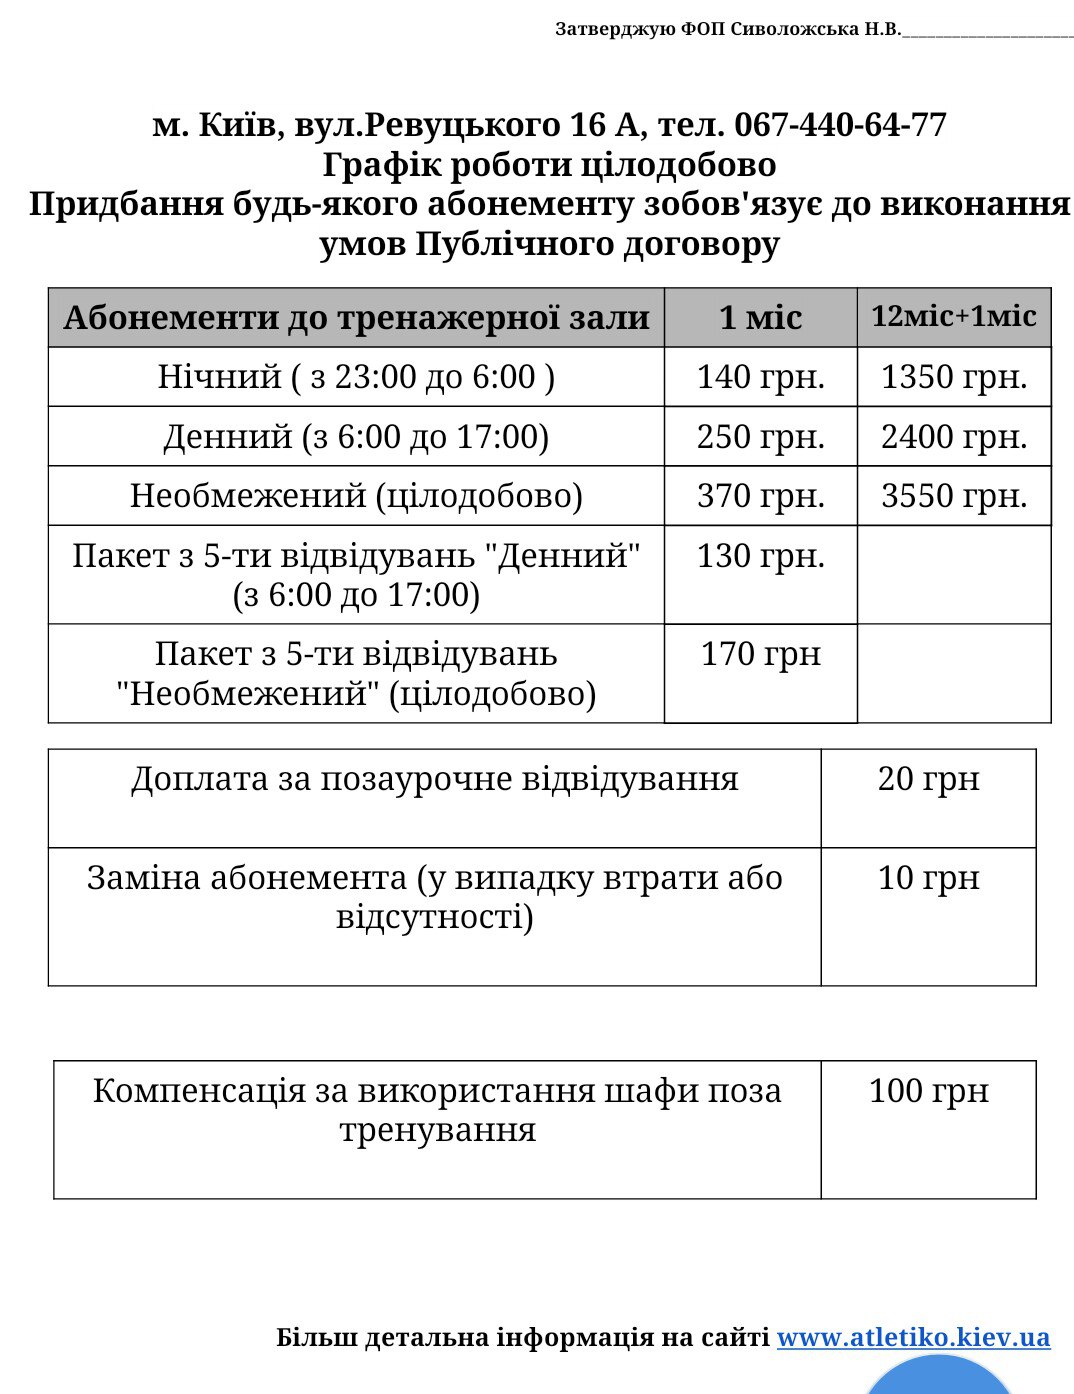 Затверджую ФОП Сиволожська Н.В.______________________
м. Київ, вул.Ревуцького 16 А, тел. 067-440-64-77
Графік роботи цілодобово
Придбання будь-якого абонементу зобов'язує до виконання
умов Публічного договору
Абонементи до тренажерної зали 1 міс 12міс+1міс
Нічний ( з 23:00 до 6:00 ) 140 грн. 1350 грн.
Денний (з 6:00 до 17:00) 250 грн. 2400 грн.
Необмежений (цілодобово) 370 грн. 3550 грн.
Пакет з 5-ти відвідувань "Денний" 130 грн.
(з 6:00 до 17:00)
Пакет з 5-ти відвідувань 170 грн
"Необмежений" (цілодобово)
Доплата за позаурочне відвідування 20 грн
Заміна абонемента (у випадку втрати або 10 грн
відсутності)
Компенсація за використання шафи поза 100 грн
тренування
Більш детальна інформація на сайті www.atletiko.kiev.ua